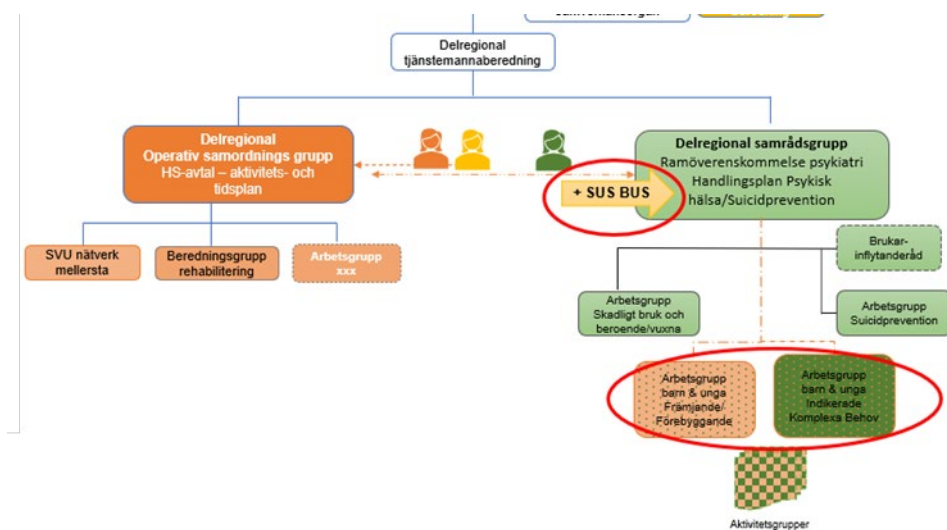 Delregional
tjänstemannaberedning
Delregional
Operativ samordnings grupp
HS-avtal – aktivitets- och
tidsplan
+ SUS BUS
Delregional samrådsgrupp
Ramöverenskommelse psykiatri
Handlingsplan Psykisk
hälsa/Suicidprevention
SVU nätverk
mellersta
Beredningsgrupp
rehabilitering
Arbetsgrupp
xxx
Brukar-
inflytanderåd
Arbetsgrupp
Skadligt bruk och
beroende/vuxna
Arbetsgrupp
Suicidprevention
Arbetsgrupp
barn & unga
Främjande/
Förebyggande
Arbetsgrupp
barn & unga
Indikerade
Komplexa Behov
Aktivitetsgrupper